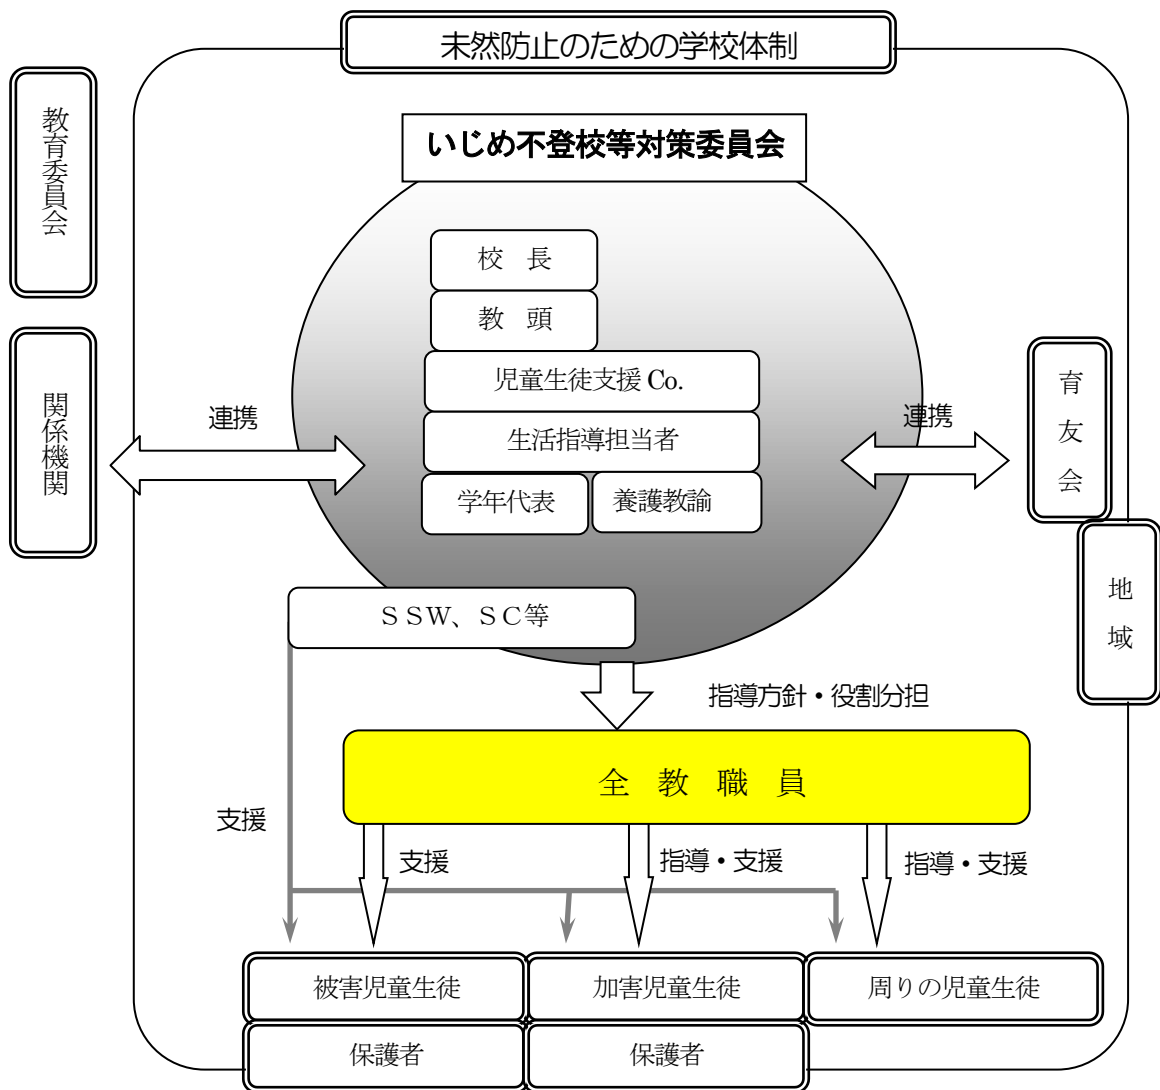 未然防止のための学校体制
教育委員会
いじめ不登校等対策委員会
校　長
教　頭
児童生徒支援 Co.
生活指導担当者
学年代表
養護教諭
関係機関
連携
連携
育友会
地域
ＳＳＷ、ＳＣ等
指導方針・役割分担
全　教　職　員
支援
支援
指導・支援
指導・支援
被害児童生徒
加害児童生徒
周りの児童生徒
保護者
保護者